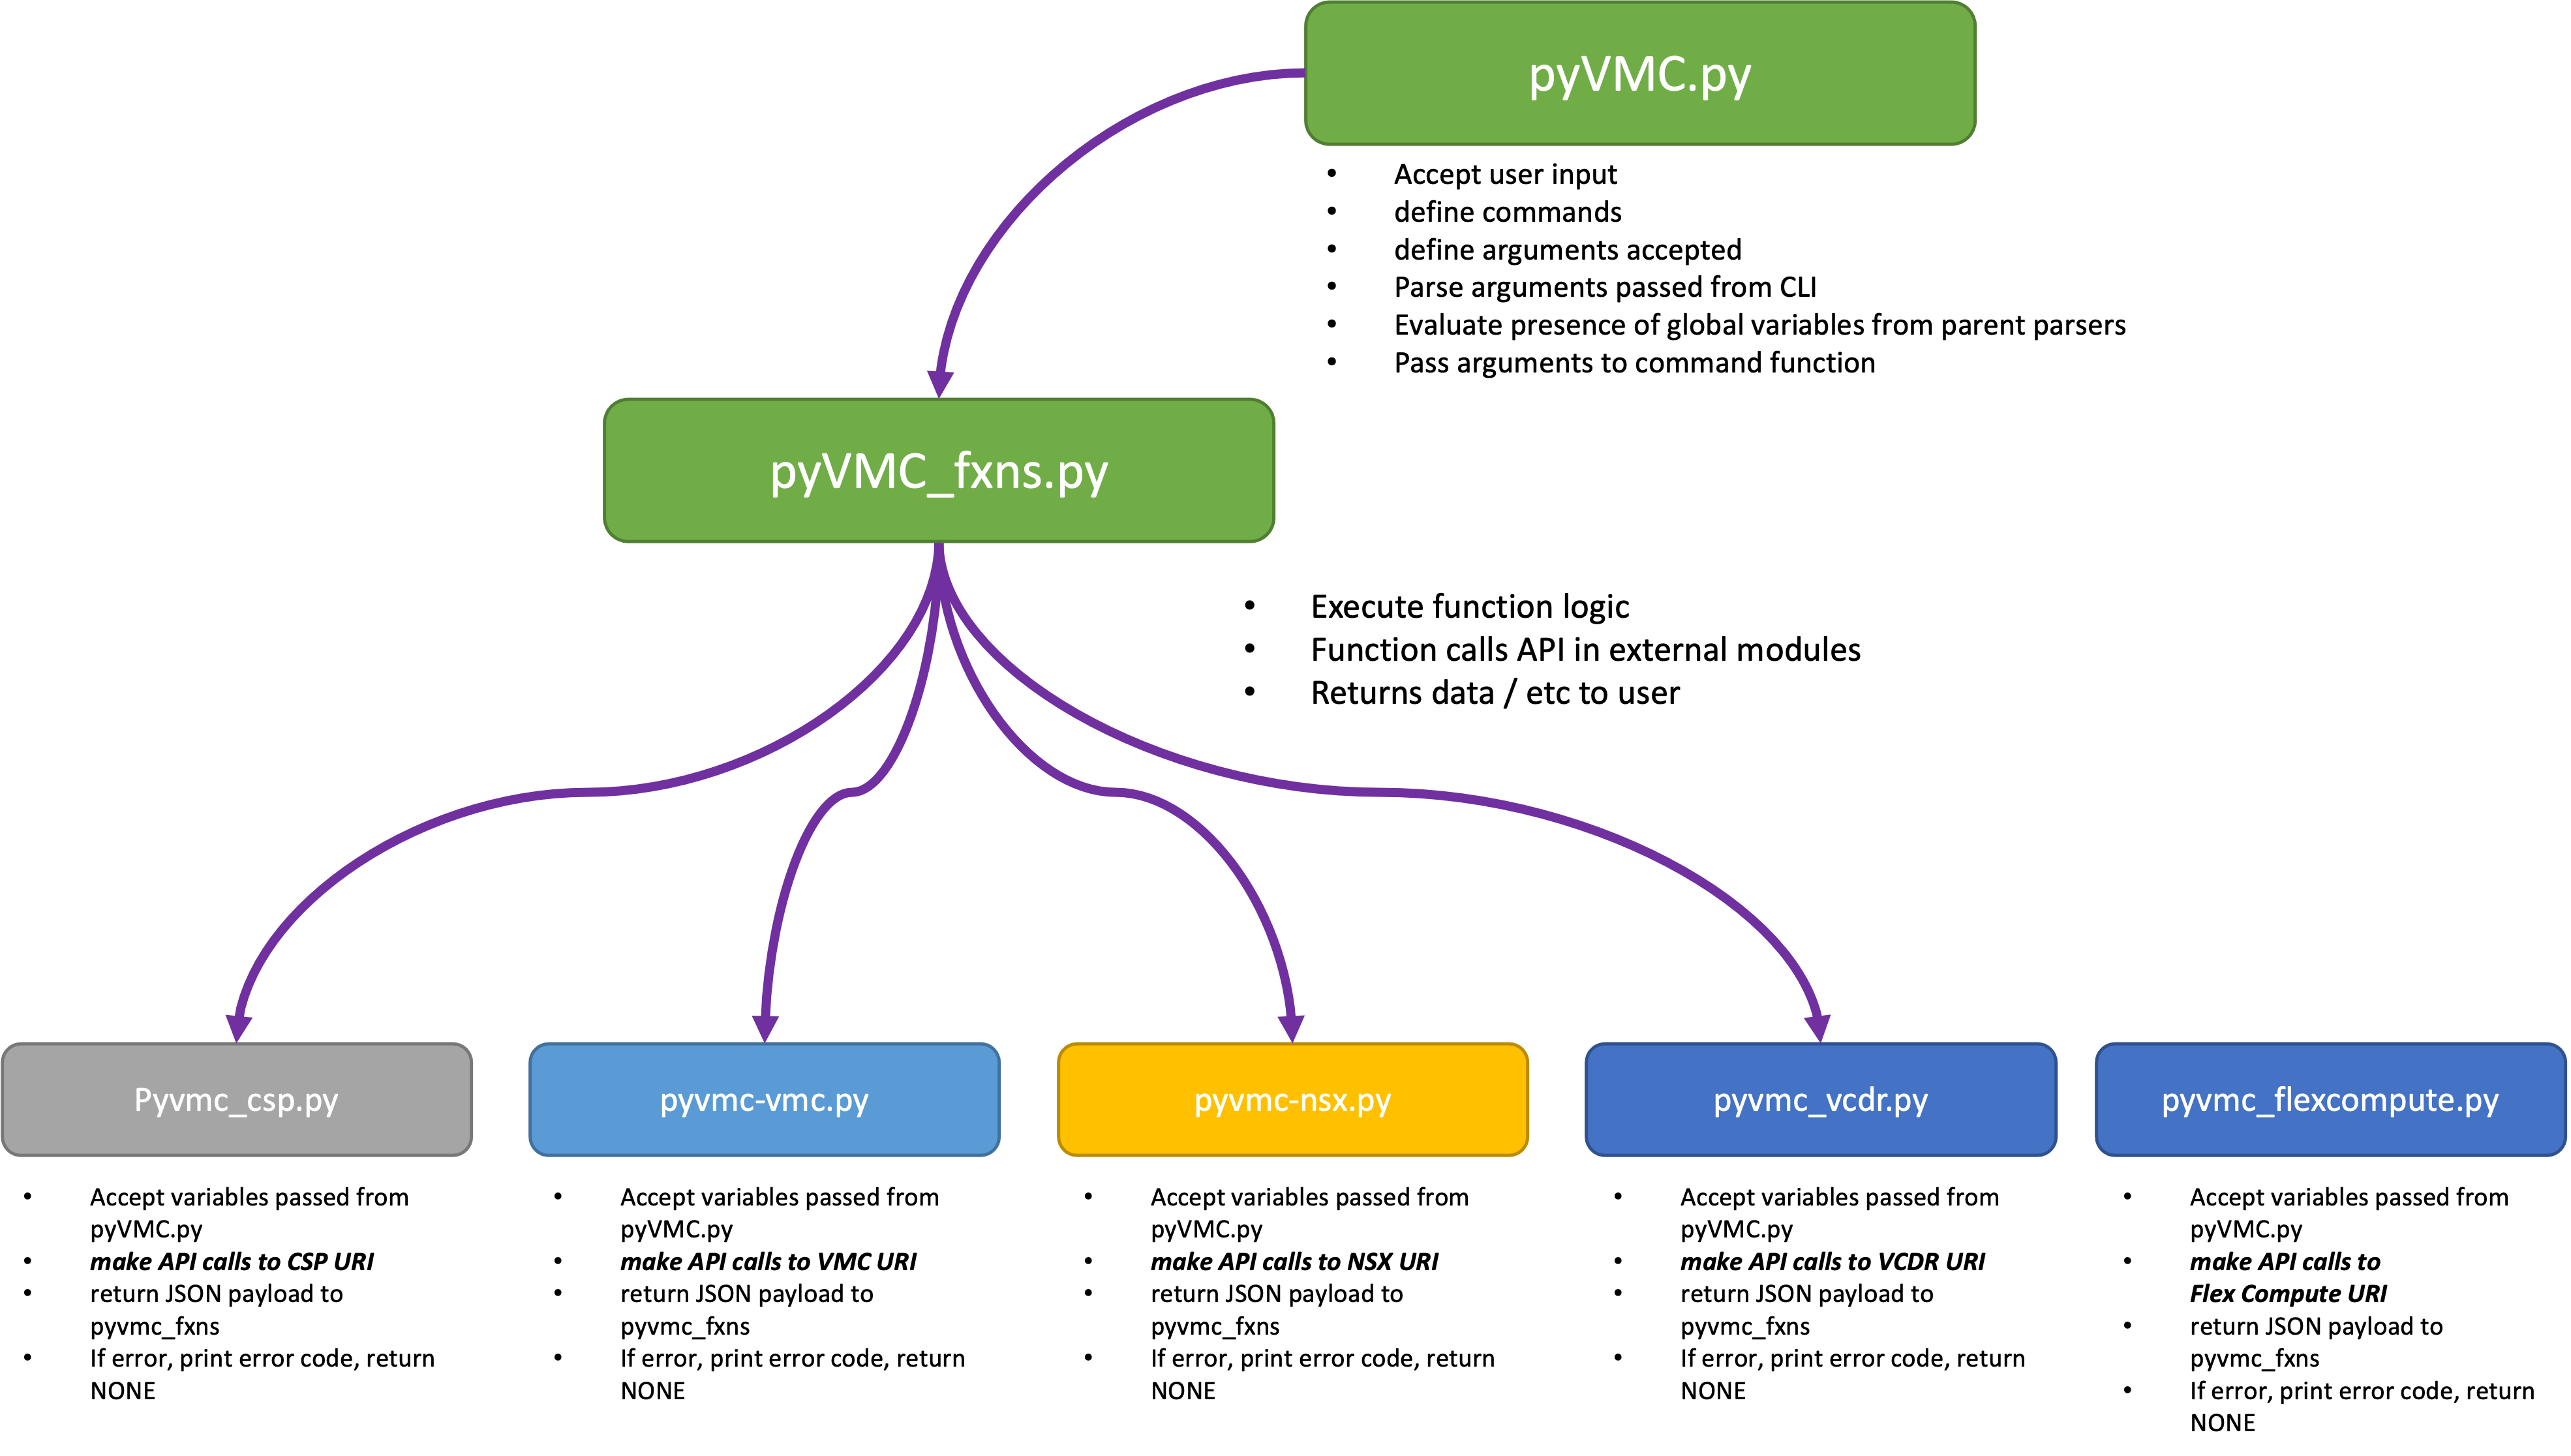 pyVMC.py
• Accept user input
• define commands
• define arguments accepted
• Parse arguments passed from CLI
• Evaluate presence of global variables from parent parsers
• Pass arguments to command function
pyVMC_fxns.py
• Execute function logic
• Function calls API in external modules
• Returns data / etc to user
Pyvmc_csp.py
• Accept variables passed from
pyVMC.py
• make API calls to CSP URI
• return JSON payload to
pyvmc_fxns
• If error, print error code, return
NONE
pyvmc-vmc.py
• Accept variables passed from
pyVMC.py
• make API calls to VMC URI
• return JSON payload to
pyvmc_fxns
• If error, print error code, return
NONE
pyvmc-nsx.py
• Accept variables passed from
pyVMC.py
• make API calls to NSX URI
• return JSON payload to
pyvmc_fxns
• If error, print error code, return
NONE
pyvmc_vcdr.py
• Accept variables passed from
pyVMC.py
• make API calls to VCDR URI
• return JSON payload to
pyvmc_fxns
• If error, print error code, return
NONE
pyvmc_flexcompute.py
• Accept variables passed from
pyVMC.py
• make API calls to
Flex Compute URI
• return JSON payload to
pyvmc_fxns
• If error, print error code, return
NONE